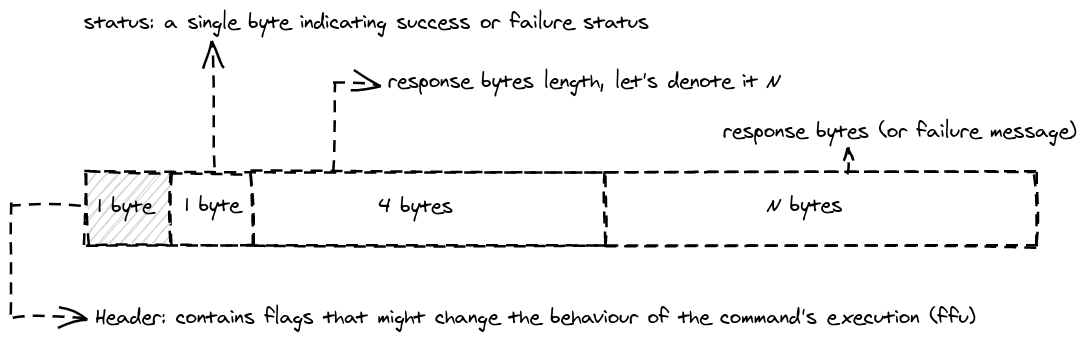 status: a single byte indicating success or failure status
response bytes length, let's denote it N
response bytes (or failure message)
1 byte
1 byte
4 bytes
N bytes
Header: contains flags that might change the behaviour of the command's execution (ffu)